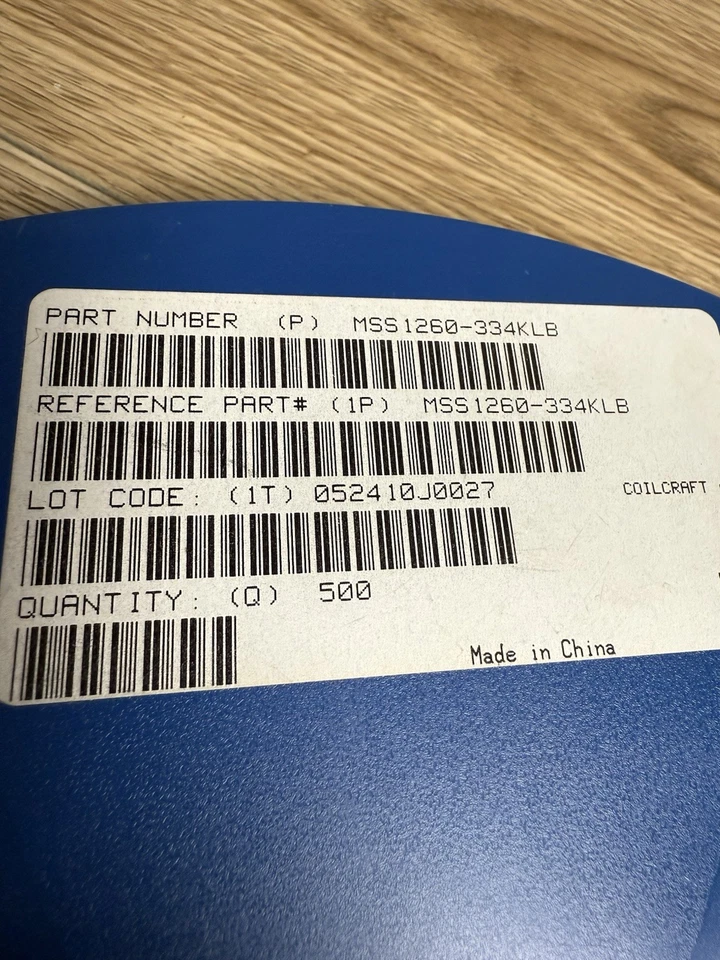 PART NUMBER (P) MSS1260-334KLB
REFERENCE PART# (1P) MSS1260-334KLB
LOT CODE: (1T) 052410J0027
COILCRAFT
QUANTITY: (Q) 500
Made in China